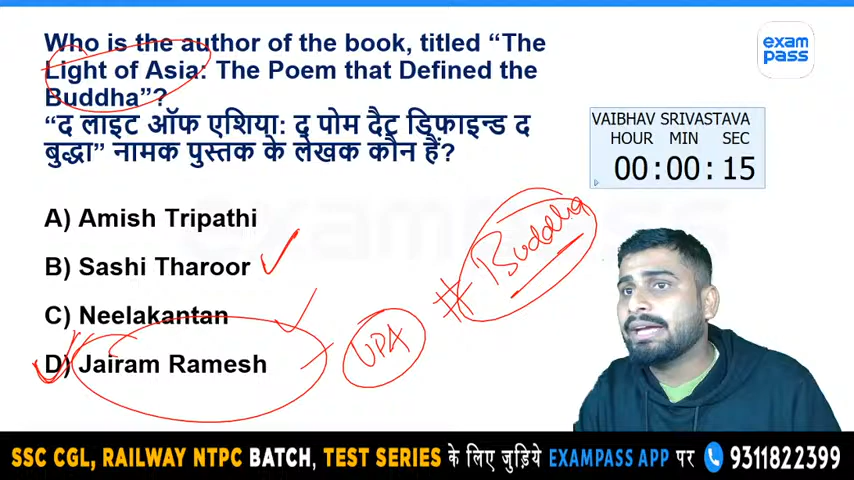 Who is the author of the book, titled “The
Light of Asia: The Poem that Defined the
Buddha”?
“द लाइट ऑफ एशिया: द पोम दैट डिफाइन्ड द
बुद्धा” नामक पुस्तक के लेखक कौन हैं?
exam
pass
VAIBHAV SRIVASTAVA
HOUR MIN SEC
00:00:15
A) Amish Tripathi
B) Sashi Tharoor
C) Neelakantan
D) Jairam Ramesh
UPA
#Buddha
exampass
SSC CGL, RAILWAY NTPC BATCH, TEST SERIES के लिए जुड़िये EXAMPASS APP पर 9311822399